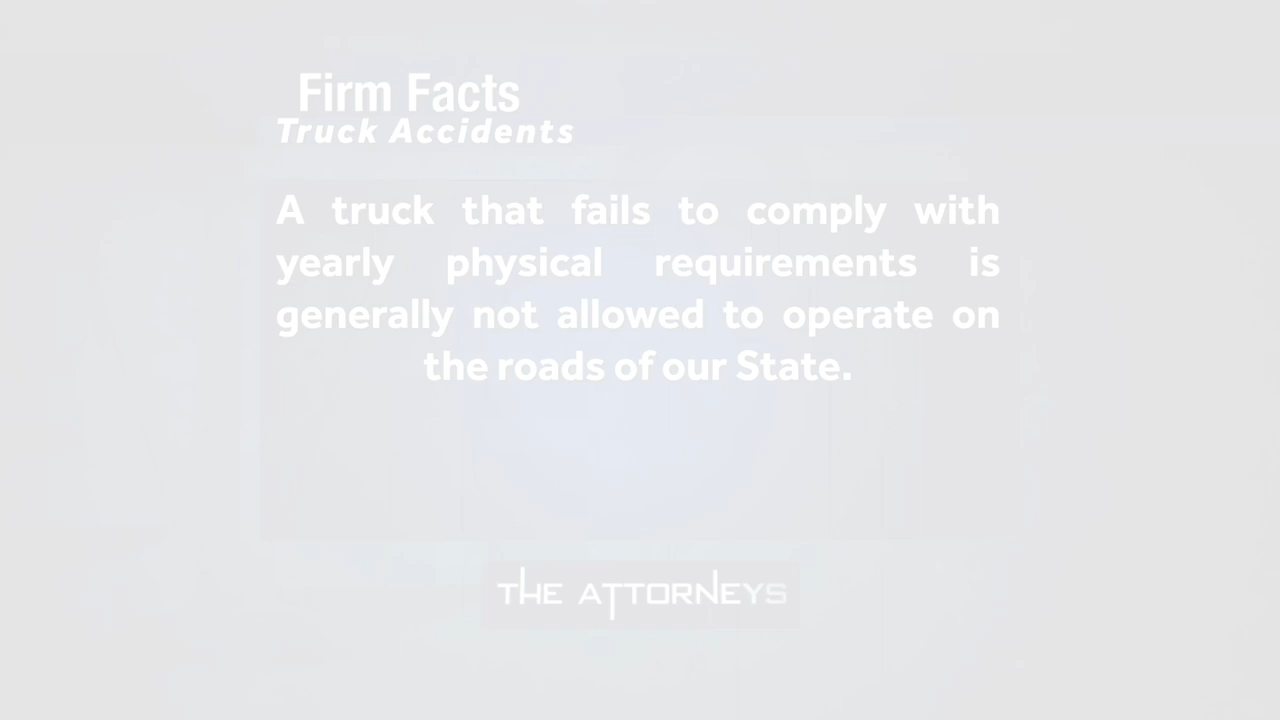 Firm Facts
Truck Accidents
A truck that fails to comply with
yearly physical requirements is
generally not allowed to operate on
the roads of our State.
THE ATTORNEYS